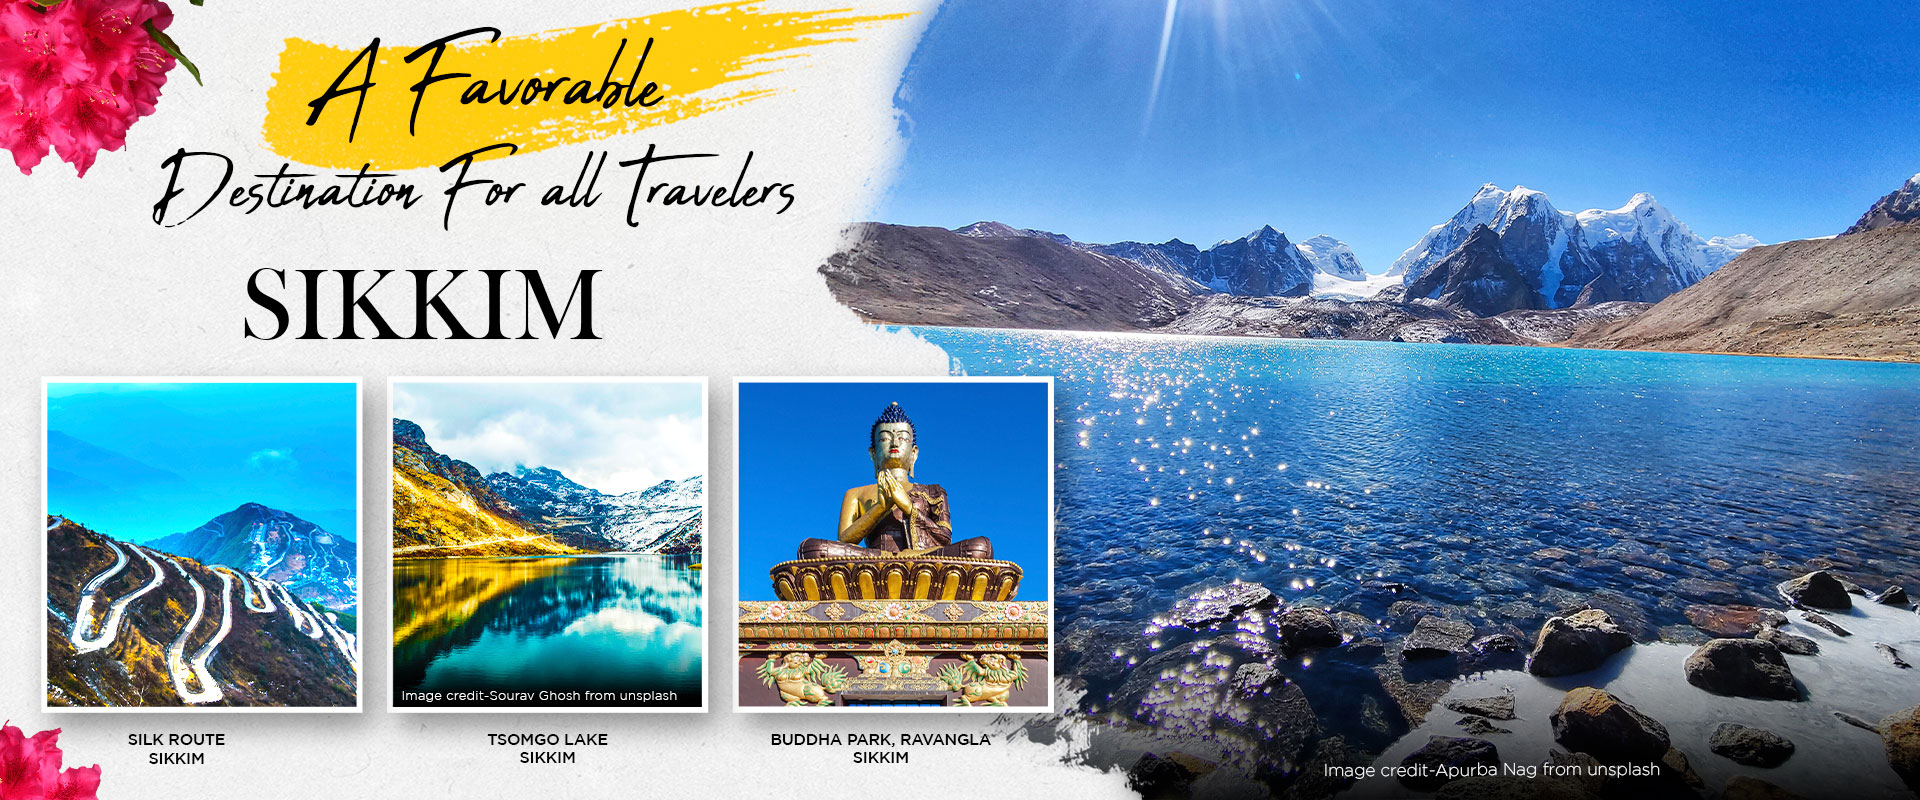 A Favorable
Destination For all Travelers
SIKKIM
Image credit-Sourav Ghosh from unsplash
SILK ROUTE
SIKKIM
TSOMGO LAKE
SIKKIM
BUDDHA PARK, RAVANGLA
SIKKIM
Image credit-Apurba Nag from unsplash